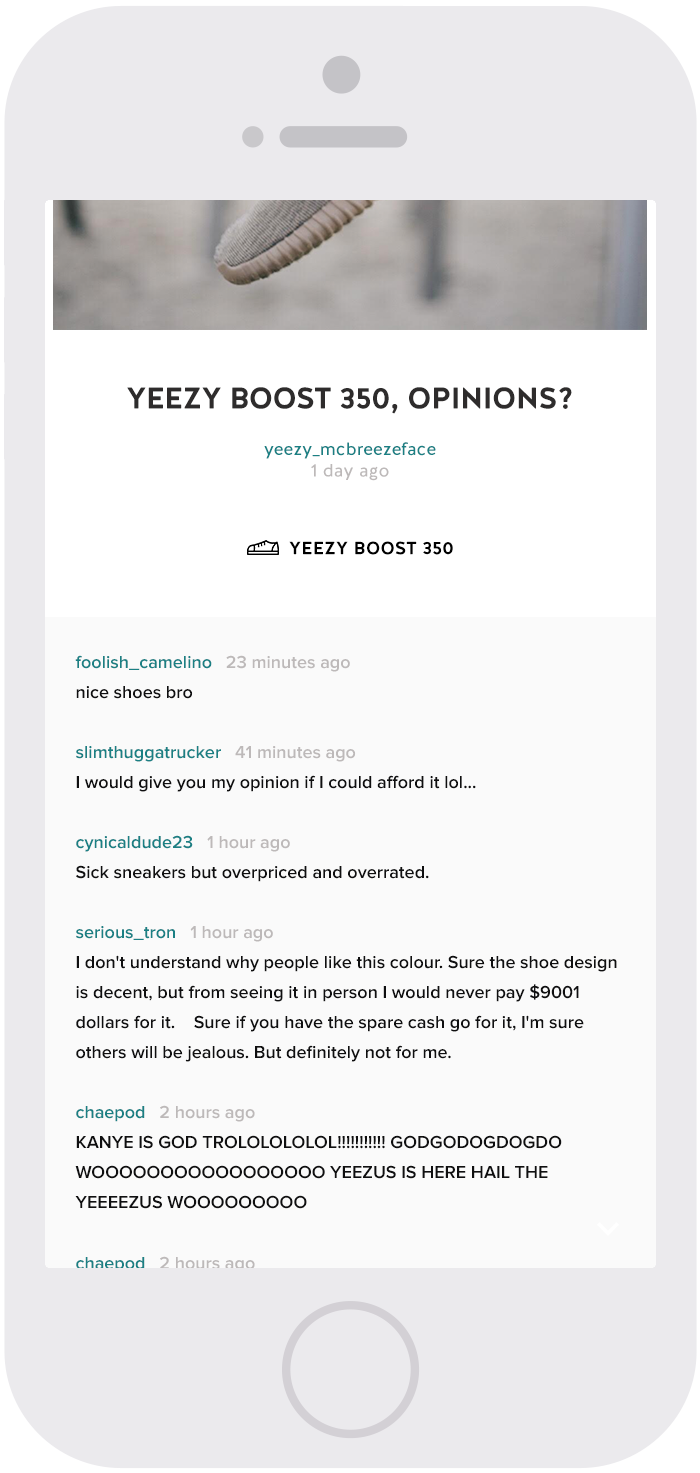 YEEZY BOOST 350, OPINIONS?
yeezy_mcbreezeface
1 day ago
YEEZY BOOST 350
foolish_camelino 23 minutes ago
nice shoes bro
slimthuggatrucker 41 minutes ago
I would give you my opinion if I could afford it lol...
cynicaldude23 1 hour ago
Sick sneakers but overpriced and overrated.
serious_tron 1 hour ago
I don't understand why people like this colour. Sure the shoe design
is decent, but from seeing it in person I would never pay $9001
dollars for it. Sure if you have the spare cash go for it, I'm sure
others will be jealous. But definitely not for me.
chaepod 2 hours ago
KANYE IS GOD TROLOLOLOLOL!!!!!!!!!!! GODGODOGDOGDO
WOOOOOOOOOOOOOOOOO YEEZUS IS HERE HAIL THE
YEEEEZUS WOOOOOOOOO
chaepod 2 hours ago